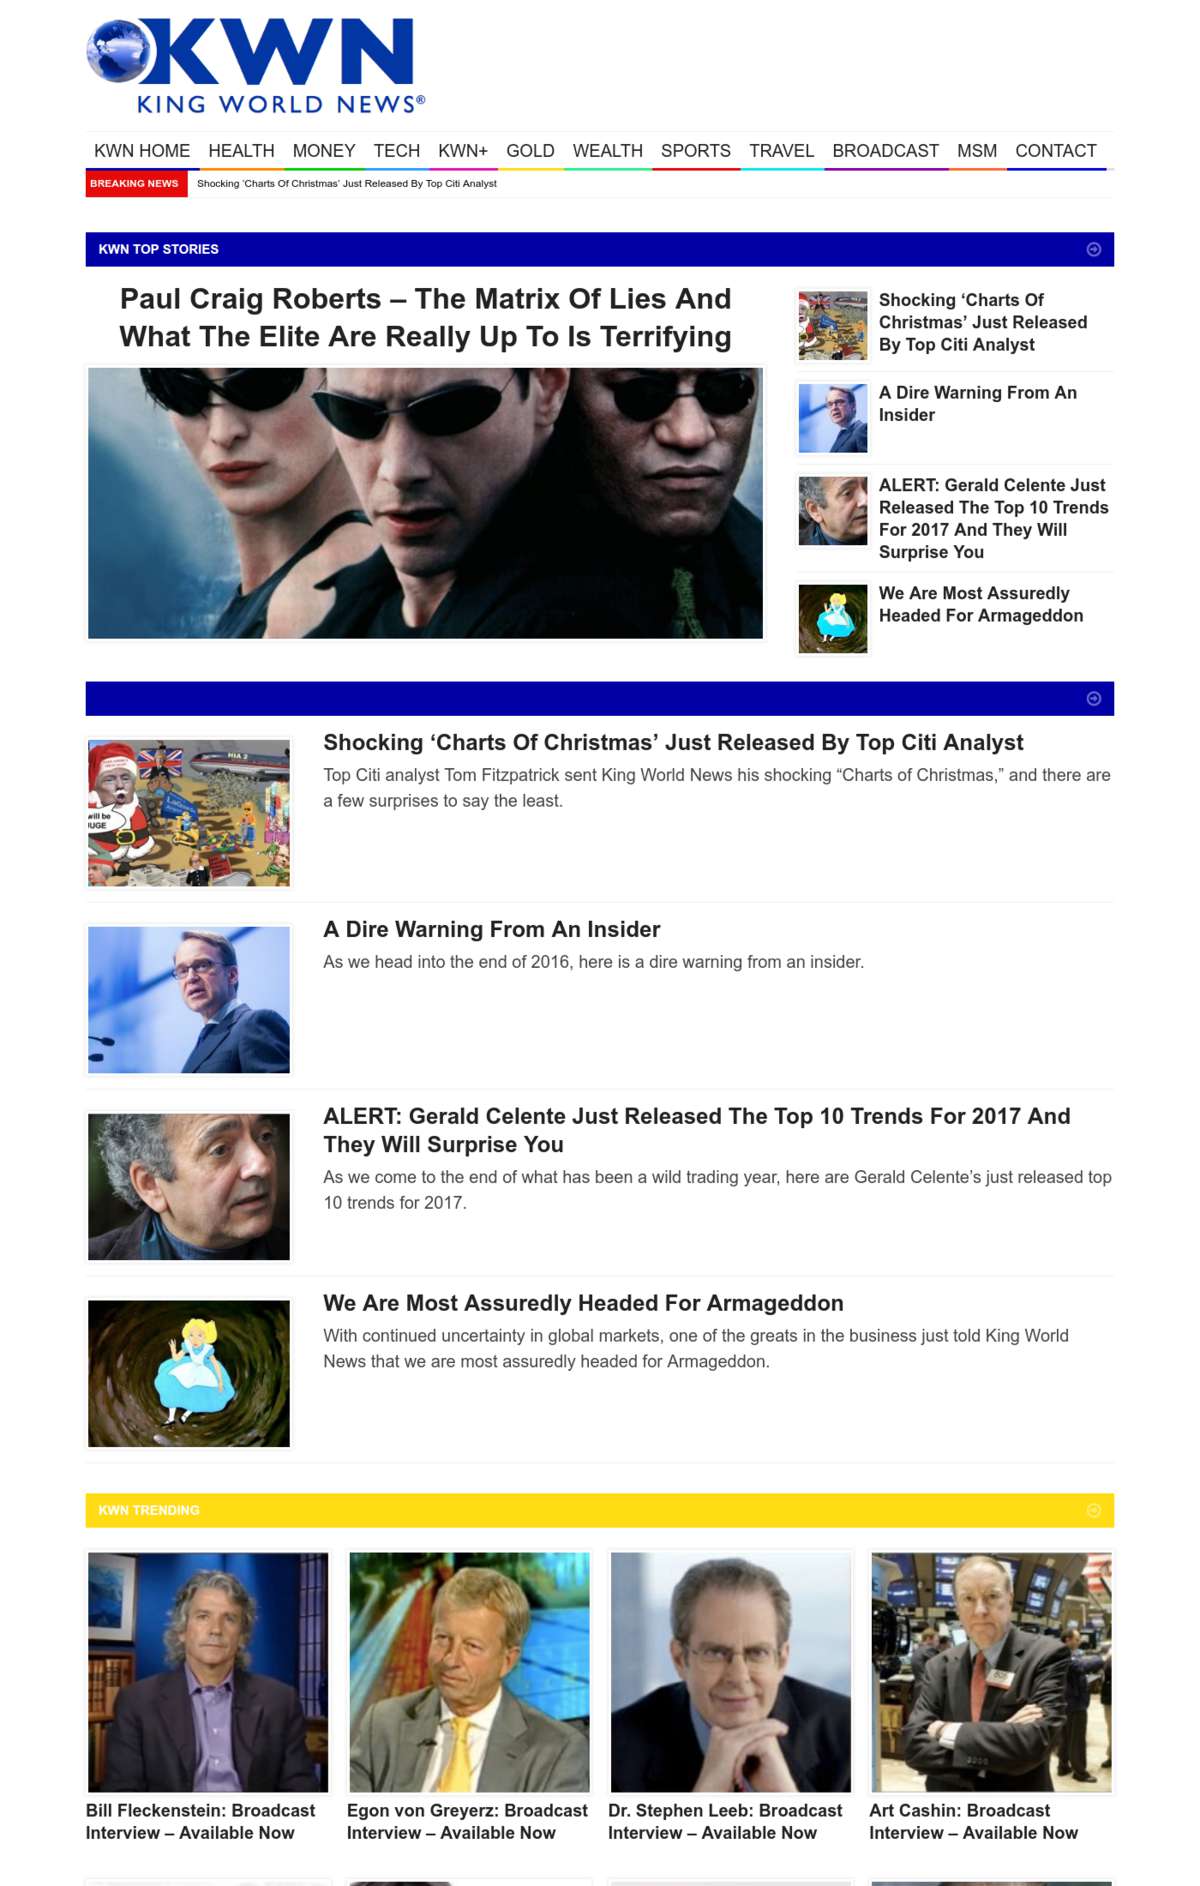 KWN
KING WORLD NEWS®
KWN HOME HEALTH MONEY TECH KWN+ GOLD WEALTH SPORTS TRAVEL BROADCAST MSM CONTACT
BREAKING NEWS Shocking ‘Charts Of Christmas’ Just Released By Top Citi Analyst
KWN TOP STORIES
Paul Craig Roberts – The Matrix Of Lies And
What The Elite Are Really Up To Is Terrifying
Shocking ‘Charts Of
Christmas’ Just Released
By Top Citi Analyst
A Dire Warning From An
Insider
ALERT: Gerald Celente Just
Released The Top 10 Trends
For 2017 And They Will
Surprise You
We Are Most Assuredly
Headed For Armageddon
Shocking ‘Charts Of Christmas’ Just Released By Top Citi Analyst
Top Citi analyst Tom Fitzpatrick sent King World News his shocking “Charts of Christmas,” and there are
a few surprises to say the least.
NIA 2
LaGuardia
will be
A Dire Warning From An Insider
As we head into the end of 2016, here is a dire warning from an insider.
ALERT: Gerald Celente Just Released The Top 10 Trends For 2017 And
They Will Surprise You
As we come to the end of what has been a wild trading year, here are Gerald Celente’s just released top
10 trends for 2017.
We Are Most Assuredly Headed For Armageddon
With continued uncertainty in global markets, one of the greats in the business just told King World
News that we are most assuredly headed for Armageddon.
KWN TRENDING
Bill Fleckenstein: Broadcast
Interview – Available Now
Egon von Greyerz: Broadcast
Interview – Available Now
Dr. Stephen Leeb: Broadcast
Interview – Available Now
Art Cashin: Broadcast
Interview – Available Now